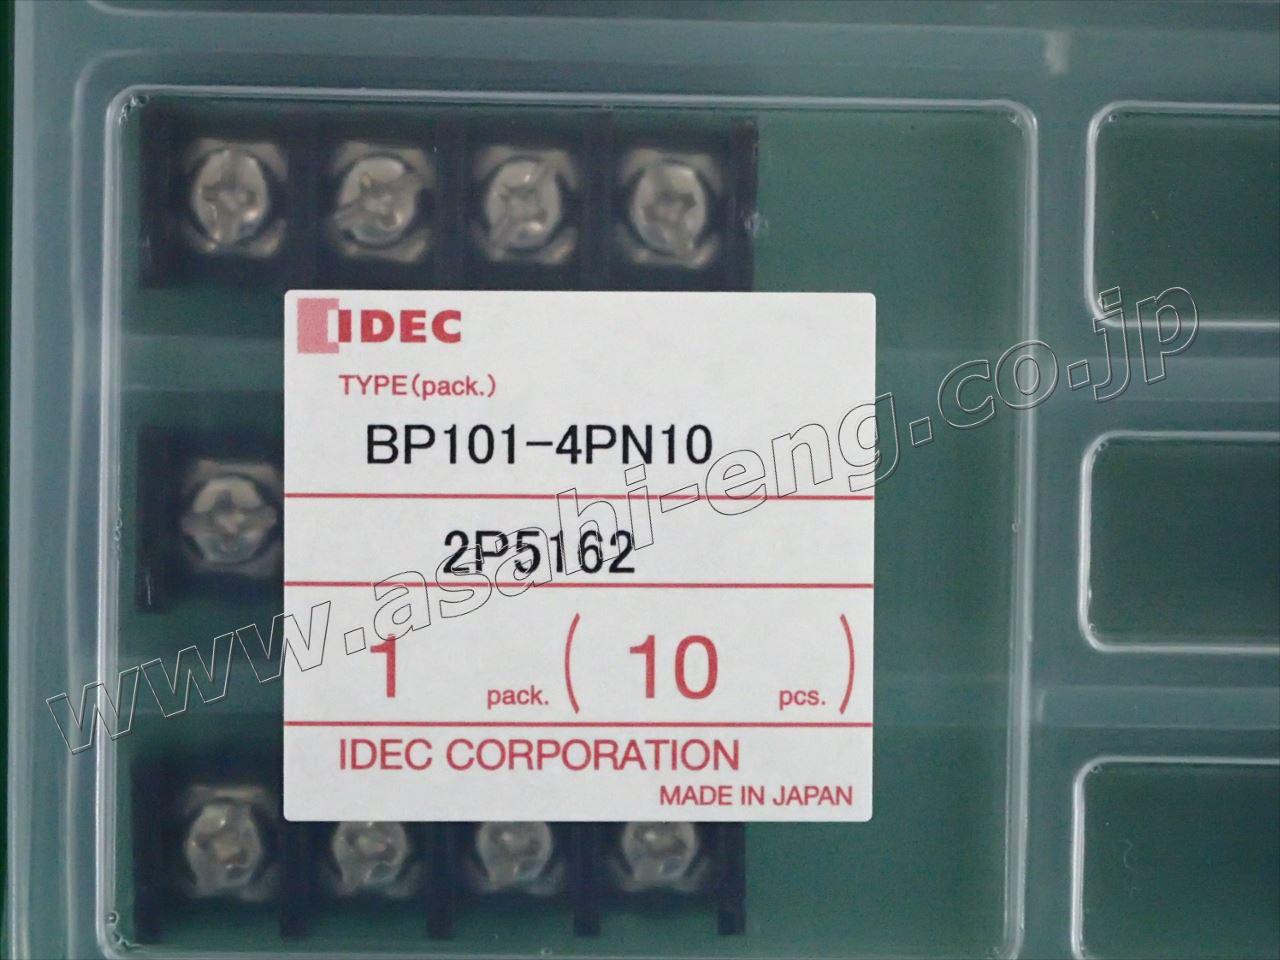 IDEC
TYPE(pack.)
BP101-4PN10
2P5162
1 pack. ( 10 pcs. )
IDEC CORPORATION
MADE IN JAPAN
www.asahi-eng.co.jp